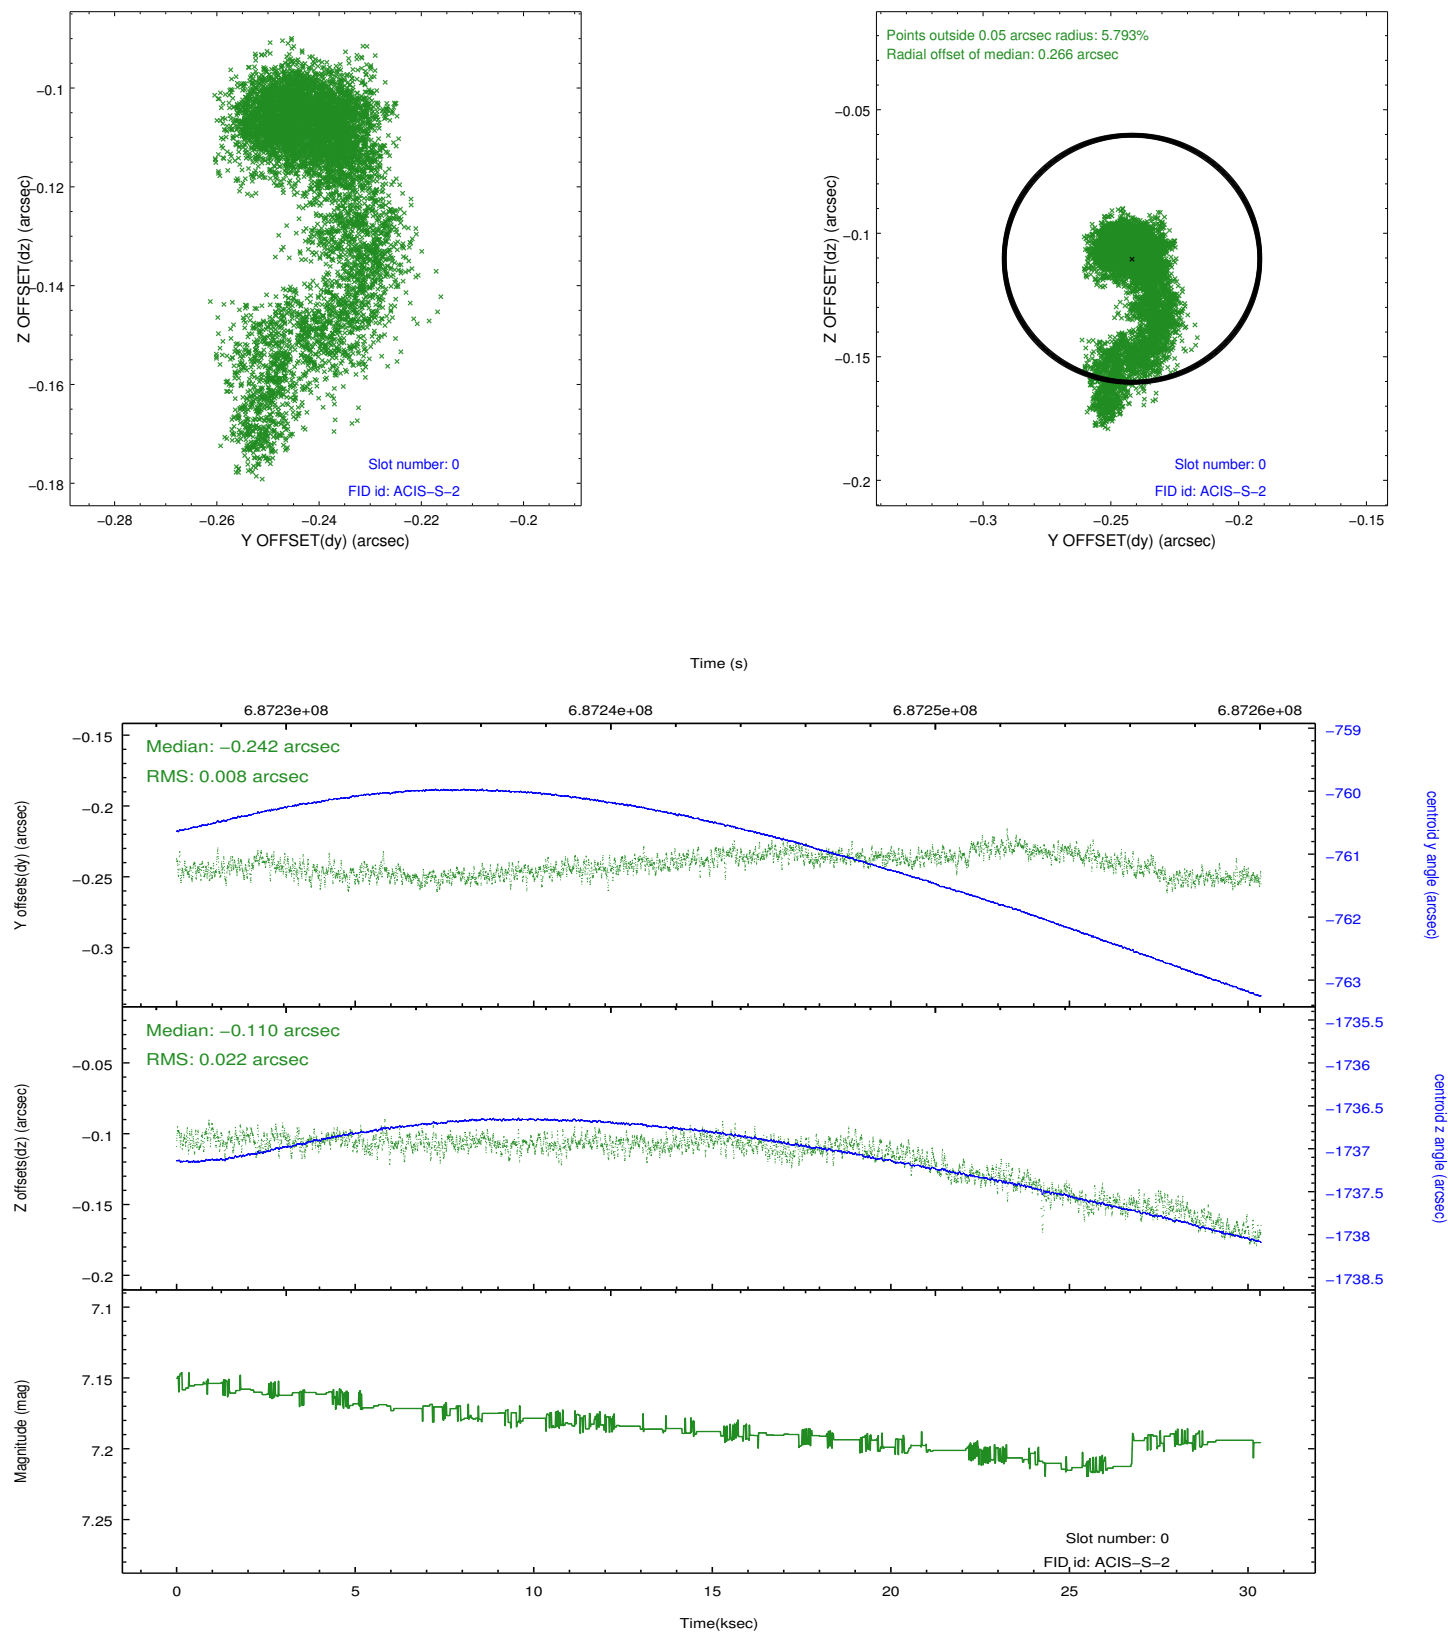 −0.1
−0.12
−0.14
−0.16
−0.18
Z OFFSET(dz) (arcsec)
Slot number: 0
FID id: ACIS−S−2
−0.28
−0.26
−0.24
−0.22
−0.2
Y OFFSET(dy) (arcsec)
Points outside 0.05 arcsec radius: 5.793%
Radial offset of median: 0.266 arcsec
−0.05
−0.1
−0.15
−0.2
Z OFFSET(dz) (arcsec)
Slot number: 0
FID id: ACIS−S−2
−0.3
−0.25
−0.2
−0.15
Y OFFSET(dy) (arcsec)
Time (s)
6.8723e+08
6.8724e+08
6.8725e+08
6.8726e+08
Median: −0.242 arcsec
RMS: 0.008 arcsec
−0.15
−0.2
−0.25
−0.3
Y offsets(dy) (arcsec)
−759
−760
−761
−762
−763
centroid y angle (arcsec)
Median: −0.110 arcsec
RMS: 0.022 arcsec
−0.05
−0.1
−0.15
−0.2
Z offsets(dz) (arcsec)
−1735.5
−1736
−1736.5
−1737
−1737.5
−1738
−1738.5
centroid z angle (arcsec)
7.1
7.15
7.2
7.25
Magnitude (mag)
Slot number: 0
FID id: ACIS−S−2
0
5
10
15
20
25
30
Time(ksec)